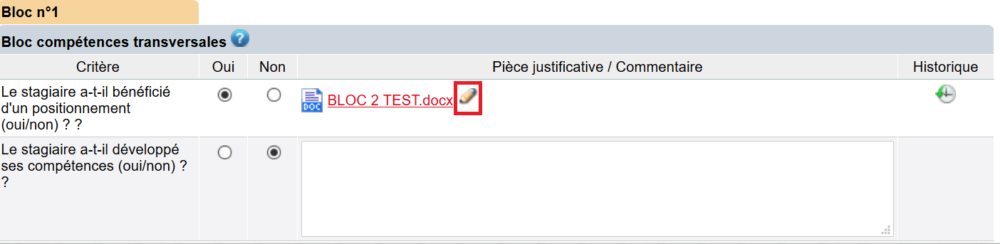 Bloc n°1
Bloc compétences transversales ?
Critère Oui Non Pièce justificative / Commentaire Historique
Le stagiaire a-t-il bénéficié
d'un positionnement
(oui/non) ? ?
DOC BLOC 2 TEST.docx
Le stagiaire a-t-il développé
ses compétences (oui/non) ?
?